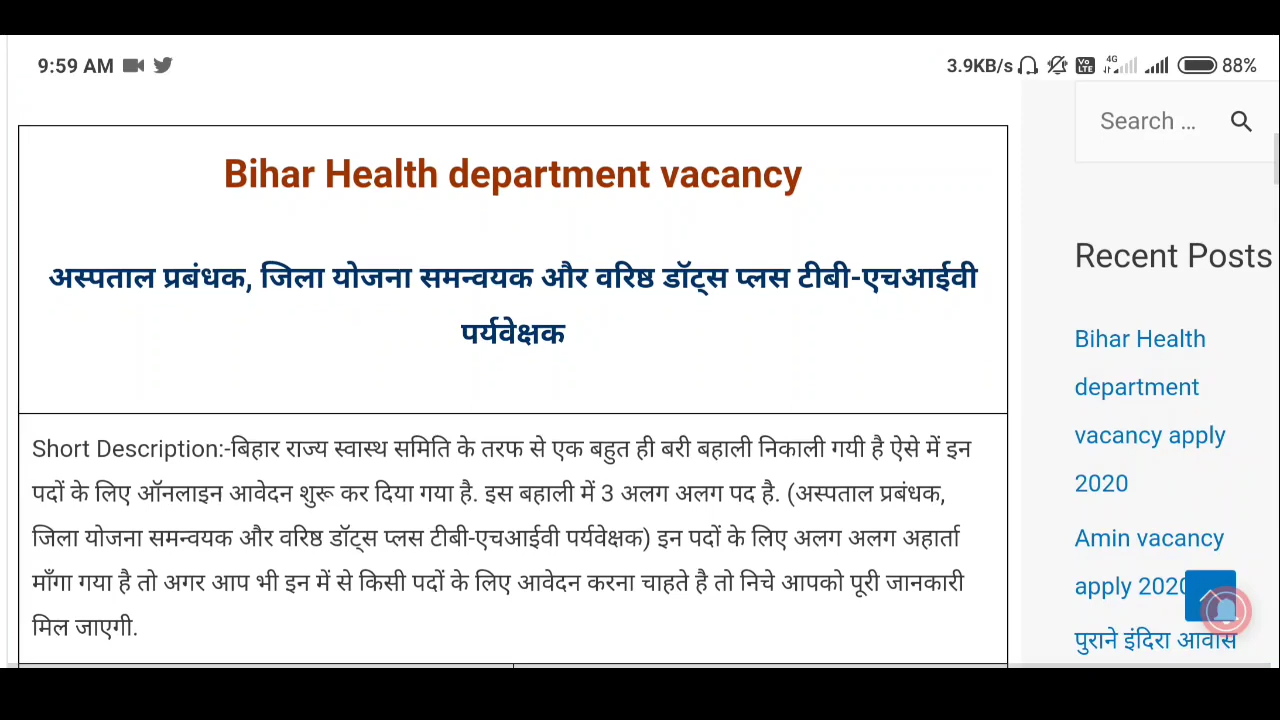 9:59 AM
3.9KB/s
Vo LTE
4G
88%
Bihar Health department vacancy
अस्पताल प्रबंधक, जिला योजना समन्वयक और वरिष्ठ डॉट्स प्लस टीबी-एचआईवी
पर्यवेक्षक
Short Description:-बिहार राज्य स्वास्थ समिति के तरफ से एक बहुत ही बरी बहाली निकाली गयी है ऐसे में इन
पदों के लिए ऑनलाइन आवेदन शुरू कर दिया गया है. इस बहाली में 3 अलग अलग पद है. (अस्पताल प्रबंधक,
जिला योजना समन्वयक और वरिष्ठ डॉट्स प्लस टीबी-एचआईवी पर्यवेक्षक) इन पदों के लिए अलग अलग अहार्ता
माँगा गया है तो अगर आप भी इन में से किसी पदों के लिए आवेदन करना चाहते है तो निचे आपको पूरी जानकारी
मिल जाएगी.
Search ...
Recent Posts
Bihar Health
department
vacancy apply
2020
Amin vacancy
apply 2020
पुराने इंदिरा आवास